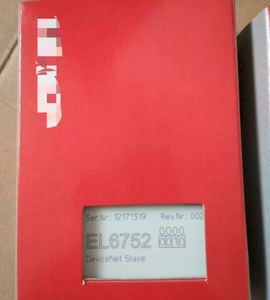 Ser.Nr: 12171319 Rev.Nr: 002
0000
EL6752 0010
DeviceNet Slave